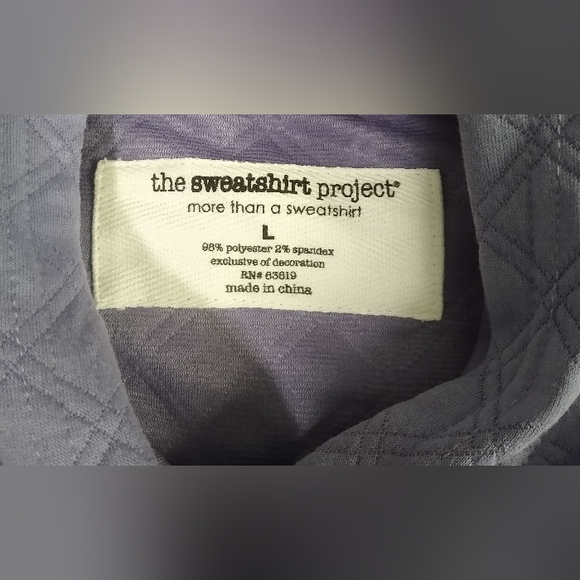 the sweatshirt project®
more than a sweatshirt
L
98% polyester 2% spandex
exclusive of decoration
RN# 63619
made in china